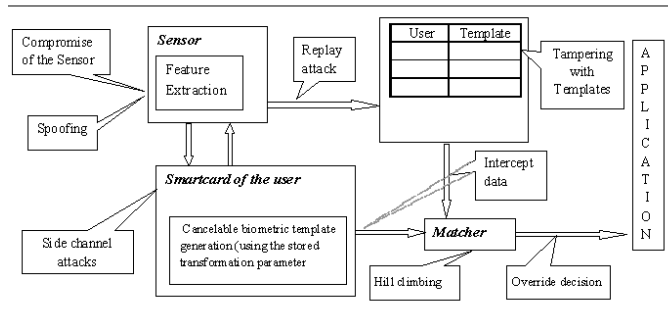 Compromise
of the Sensor
Spoofing
Sensor
Feature
Extraction
Replay
attack
User Template
Tampering
with
Templates
APPLICATION
Smartcard of the user
Cancelable biometric template
generation(using the stored
transformation parameter
Side channel
attacks
Intercept
data
Matcher
Hill climbing
Override decision